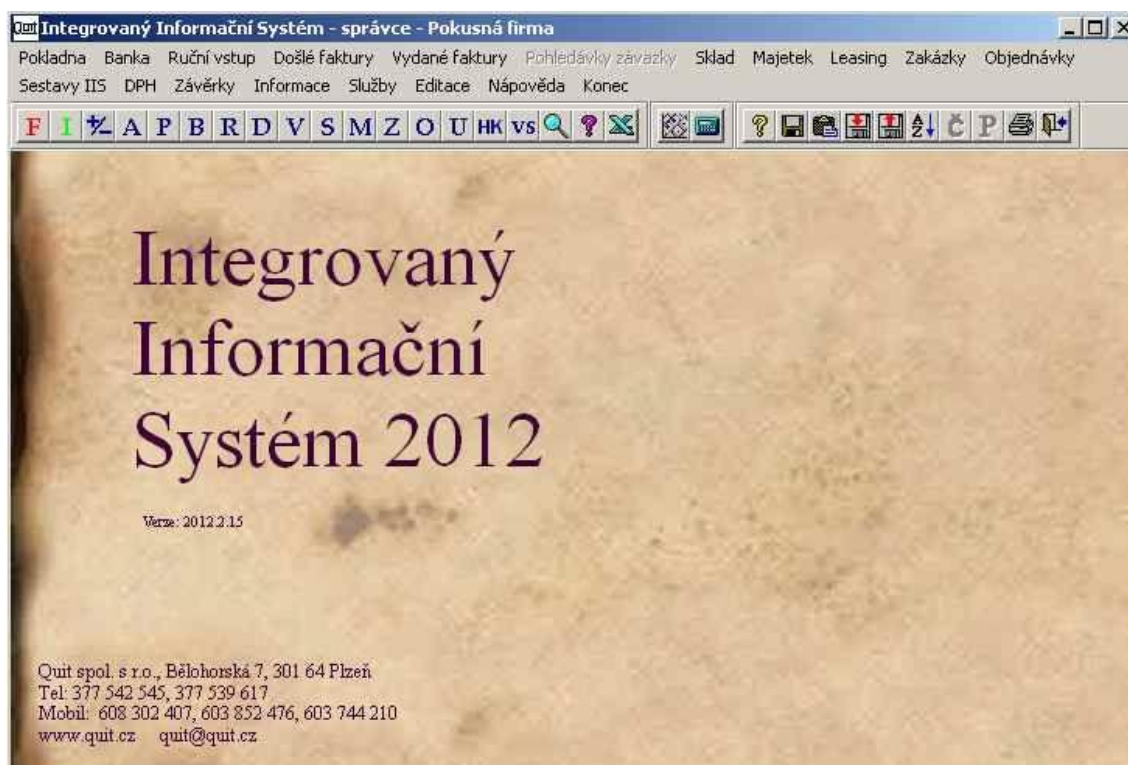 Quit Integrovaný Informační Systém - správce - Pokusná firma
Pokladna Banka Ruční vstup Došlé faktury Vydané faktury Pohledávky závazky Sklad Majetek Leasing Zakázky Objednávky
Sestavy IIS DPH Závěrky Informace Služby Editace Nápověda Konec
F I +/- A P B R D V S M Z O U HK VS ? ? A Z Č P
Integrovaný
Informační
Systém 2012
Verze: 2012.2.15
Quit spol. s r.o., Bělohorská 7, 301 64 Plzeň
Tel: 377 542 545, 377 539 617
Mobil: 608 302 407, 603 852 476, 603 744 210
www.quit.cz quit@quit.cz